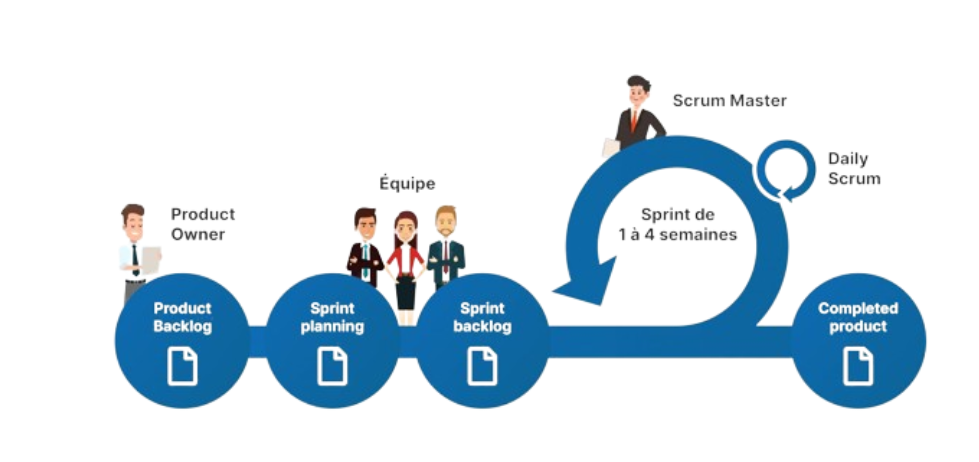 Scrum Master
Daily
Scrum
Équipe
Product
Owner
Sprint de
1 à 4 semaines
Product
Backlog
Sprint
planning
Sprint
backlog
Completed
product